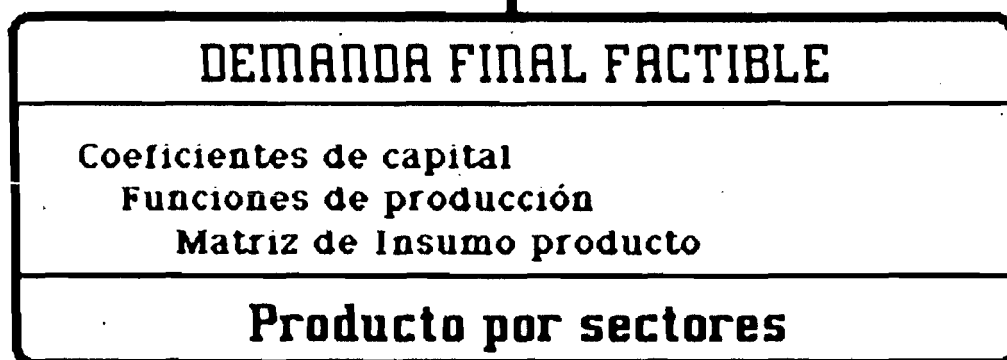 DEMANDA FINAL FACTIBLE
Coeficientes de capital
Funciones de producción
Matriz de Insumo producto
Producto por sectores